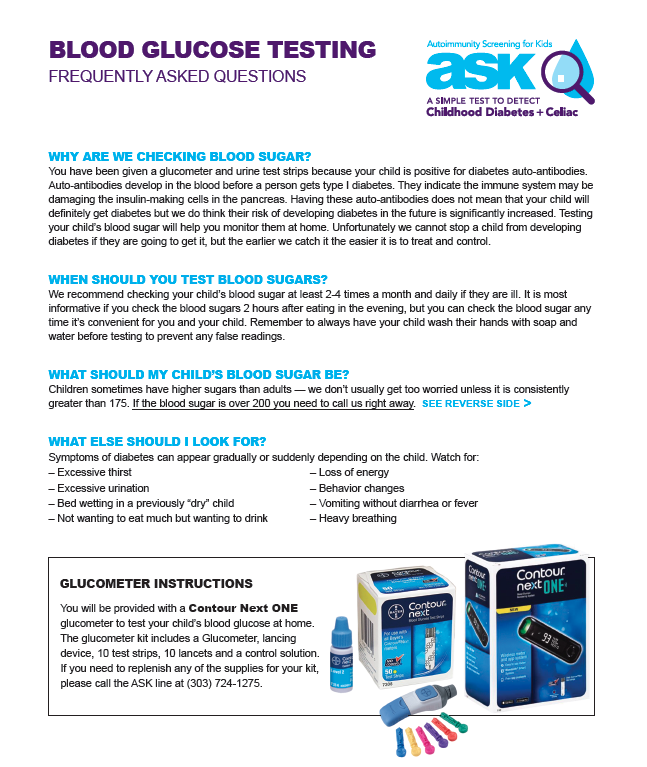 BLOOD GLUCOSE TESTING
FREQUENTLY ASKED QUESTIONS
Autoimmunity Screening for Kids
ask
A SIMPLE TEST TO DETECT
Childhood Diabetes + Celiac
WHY ARE WE CHECKING BLOOD SUGAR?
You have been given a glucometer and urine test strips because your child is positive for diabetes auto-antibodies.
Auto-antibodies develop in the blood before a person gets type I diabetes. They indicate the immune system may be
damaging the insulin-making cells in the pancreas. Having these auto-antibodies does not mean that your child will
definitely get diabetes but we do think their risk of developing diabetes in the future is significantly increased. Testing
your child's blood sugar will help you monitor them at home. Unfortunately we cannot stop a child from developing
diabetes if they are going to get it, but the earlier we catch it the easier it is to treat and control.
WHEN SHOULD YOU TEST BLOOD SUGARS?
We recommend checking your child's blood sugar at least 2-4 times a month and daily if they are ill. It is most
informative if you check the blood sugars 2 hours after eating in the evening, but you can check the blood sugar any
time it's convenient for you and your child. Remember to always have your child wash their hands with soap and
water before testing to prevent any false readings.
WHAT SHOULD MY CHILD'S BLOOD SUGAR BE?
Children sometimes have higher sugars than adults — we don't usually get too worried unless it is consistently
greater than 175. If the blood sugar is over 200 you need to call us right away. SEE REVERSE SIDE >
WHAT ELSE SHOULD I LOOK FOR?
Symptoms of diabetes can appear gradually or suddenly depending on the child. Watch for:
– Excessive thirst
– Excessive urination
– Bed wetting in a previously "dry" child
– Not wanting to eat much but wanting to drink
– Loss of energy
– Behavior changes
– Vomiting without diarrhea or fever
– Heavy breathing
GLUCOMETER INSTRUCTIONS
You will be provided with a Contour Next ONE
glucometer to test your child's blood glucose at home.
The glucometer kit includes a Glucometer, lancing
device, 10 test strips, 10 lancets and a control solution.
If you need to replenish any of the supplies for your kit,
please call the ASK line at (303) 724-1275.
Contour
next
Blood Glucose Test Strips
For use with
all Bayer's
meters
50
Test Strips
7308
Contour
next ONE
NEW
93